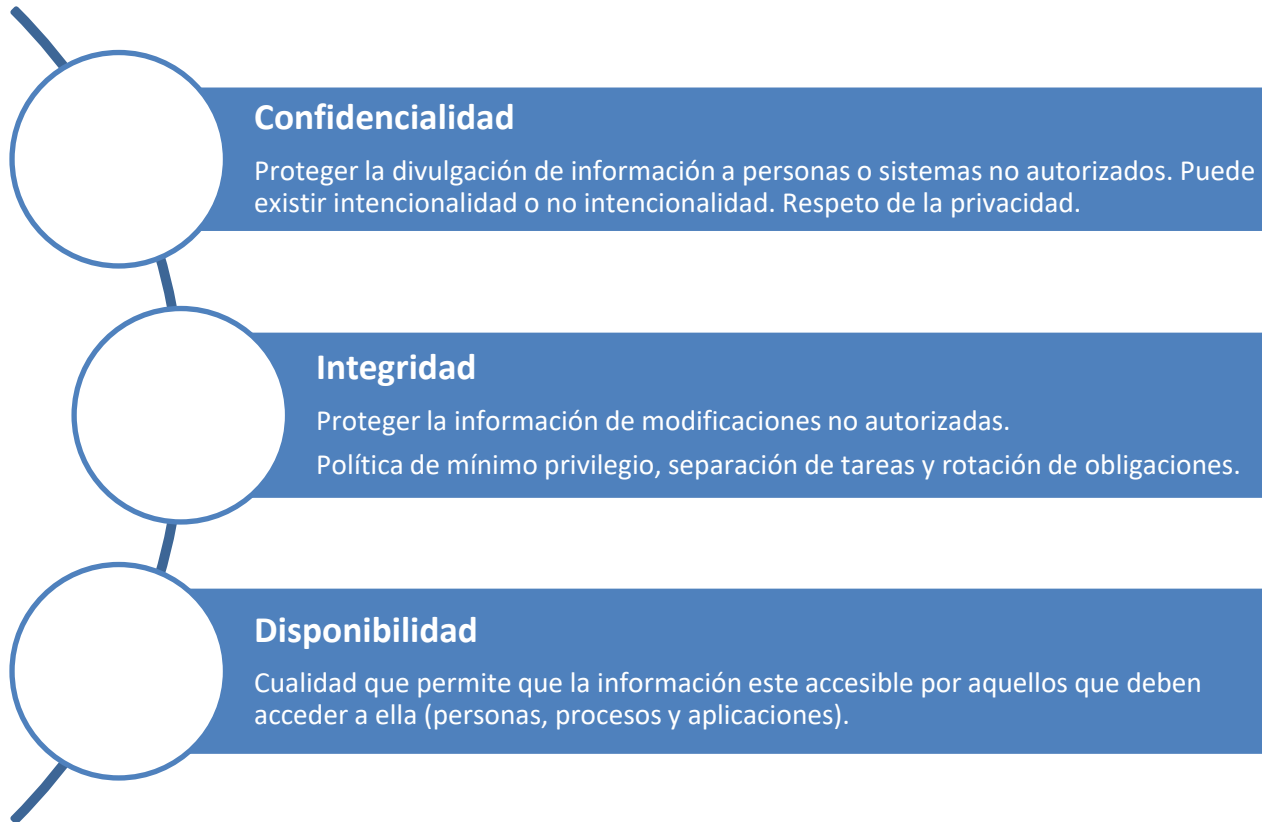 Confidencialidad
Proteger la divulgación de información a personas o sistemas no autorizados. Puede
existir intencionalidad o no intencionalidad. Respeto de la privacidad.
Integridad
Proteger la información de modificaciones no autorizadas.
Política de mínimo privilegio, separación de tareas y rotación de obligaciones.
Disponibilidad
Cualidad que permite que la información este accesible por aquellos que deben
acceder a ella (personas, procesos y aplicaciones).